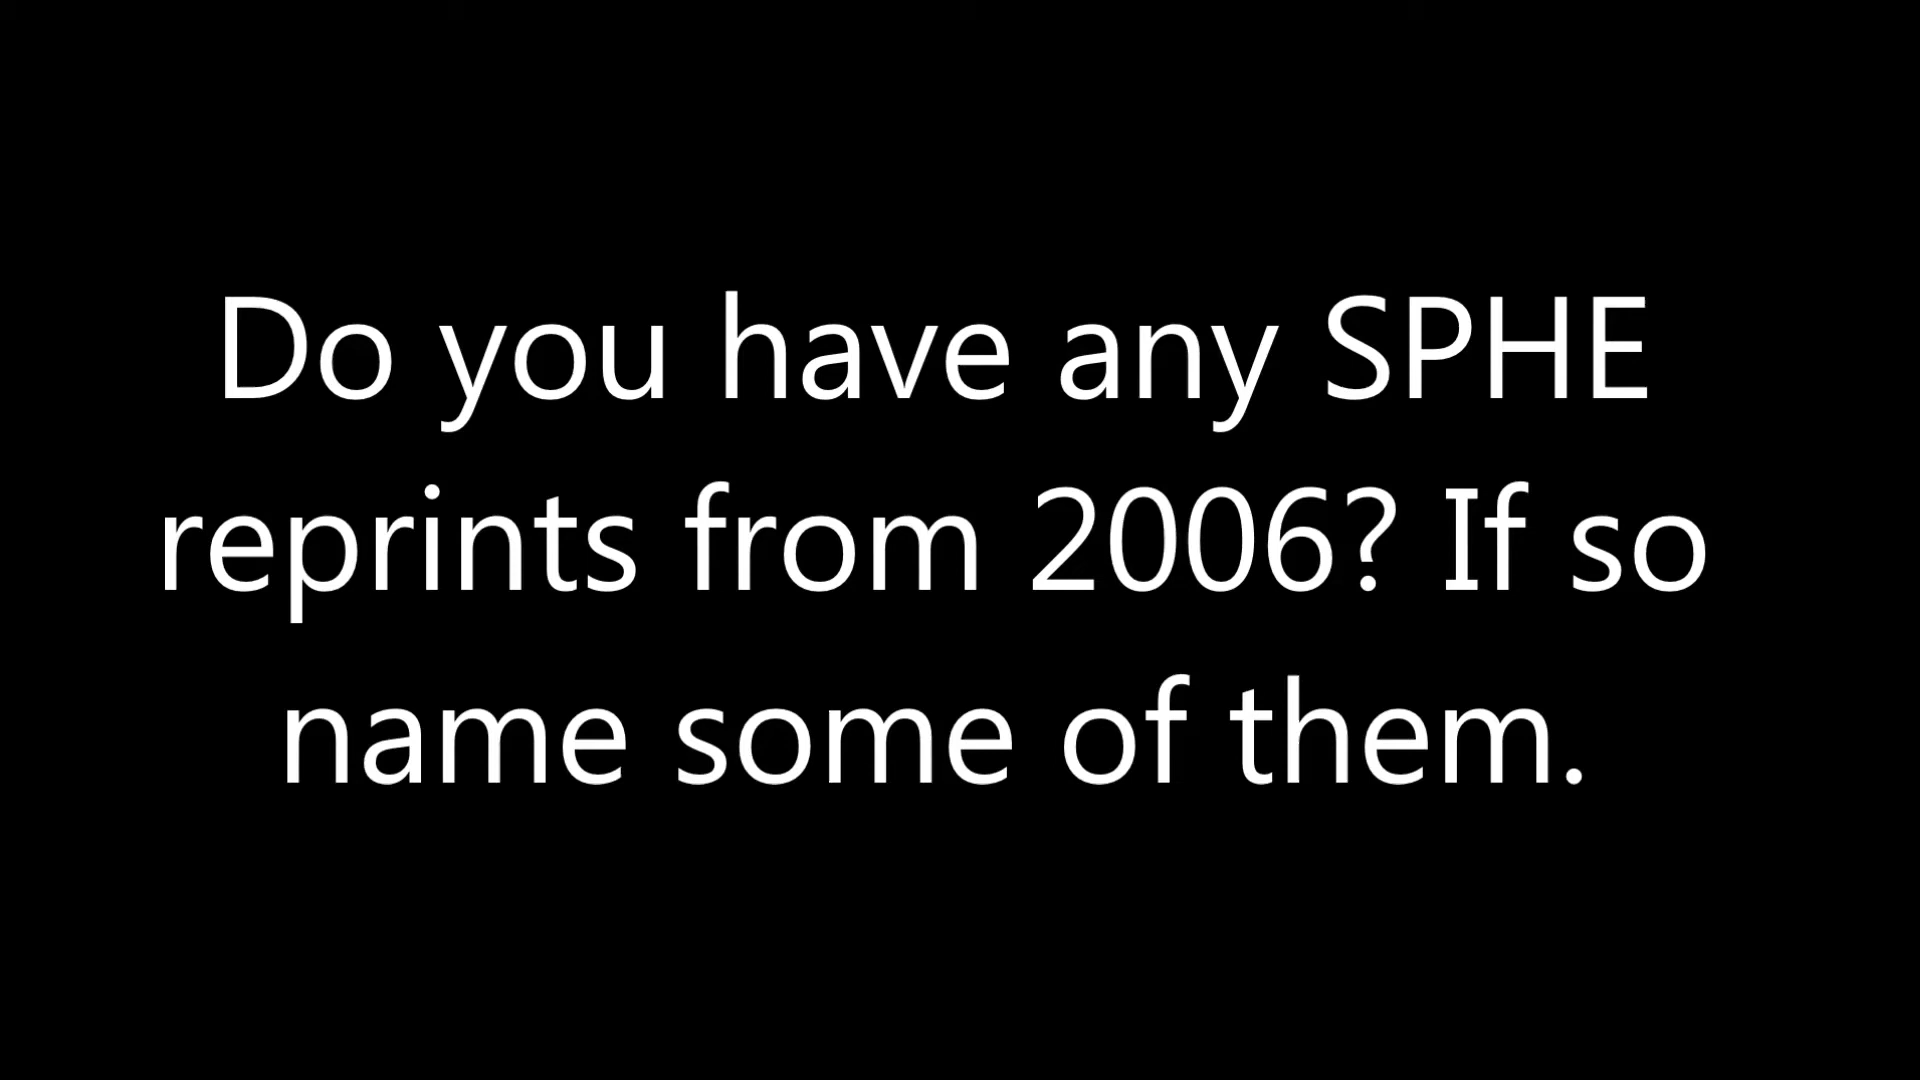 Do you have any SPHE
reprints from 2006? If so
name some of them.